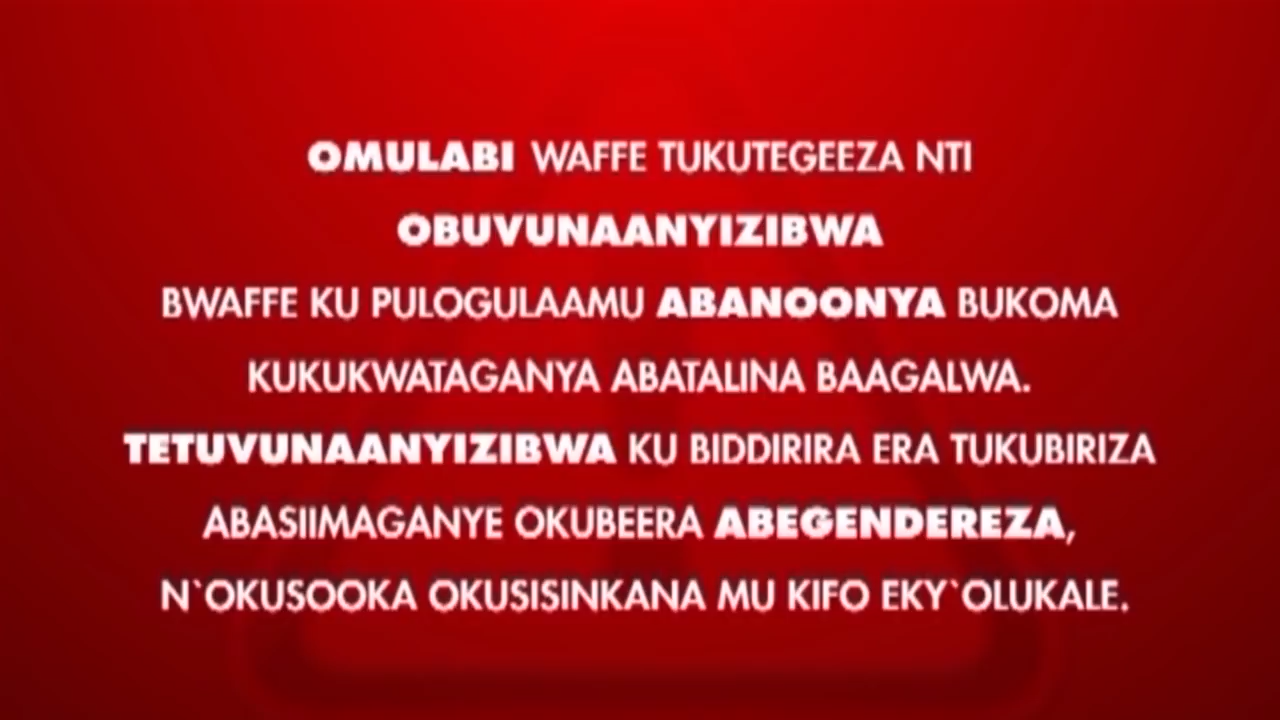 OMULABI WAFFE TUKUTEGEEZA NTI
OBUVUNAANYIZIBWA
BWAFFE KU PULOGULAAMU ABANOONYA BUKOMA
KUKUKWATAGANYA ABATALINA BAAGALWA.
TETUVUNAANYIZIBWA KU BIDDIRIRA ERA TUKUBIRIZA
ABASIIMAGANYE OKUBEERA ABEGENDEREZA,
N`OKUSOOKA OKUSISINKANA MU KIFO EKY`OLUKALE.